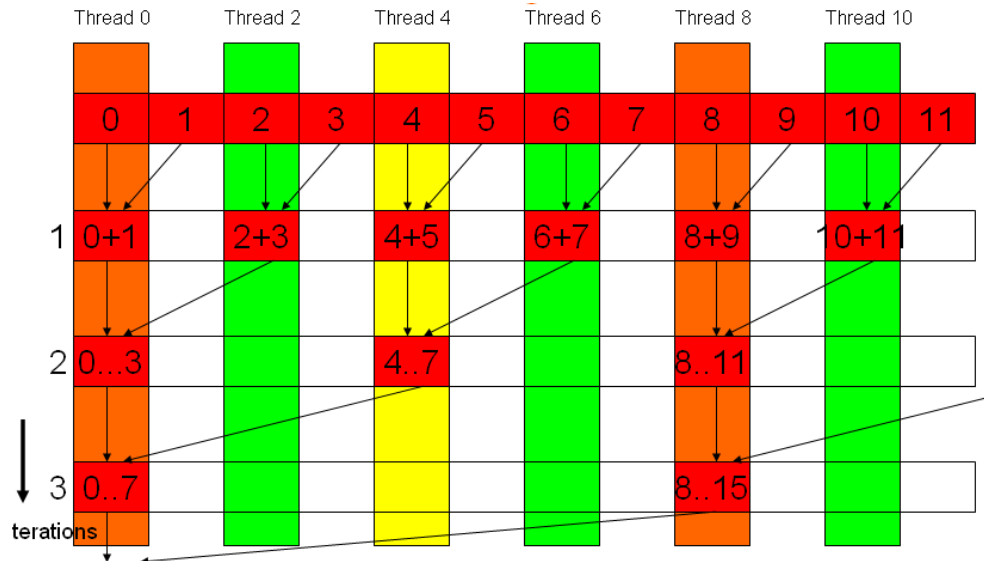 Thread 0 Thread 2 Thread 4 Thread 6 Thread 8 Thread 10
0 1 2 3 4 5 6 7 8 9 10 11
1 0+1 2+3 4+5 6+7 8+9 10+11
2 0...3 4..7 8..11
3 0..7 8..15
terations